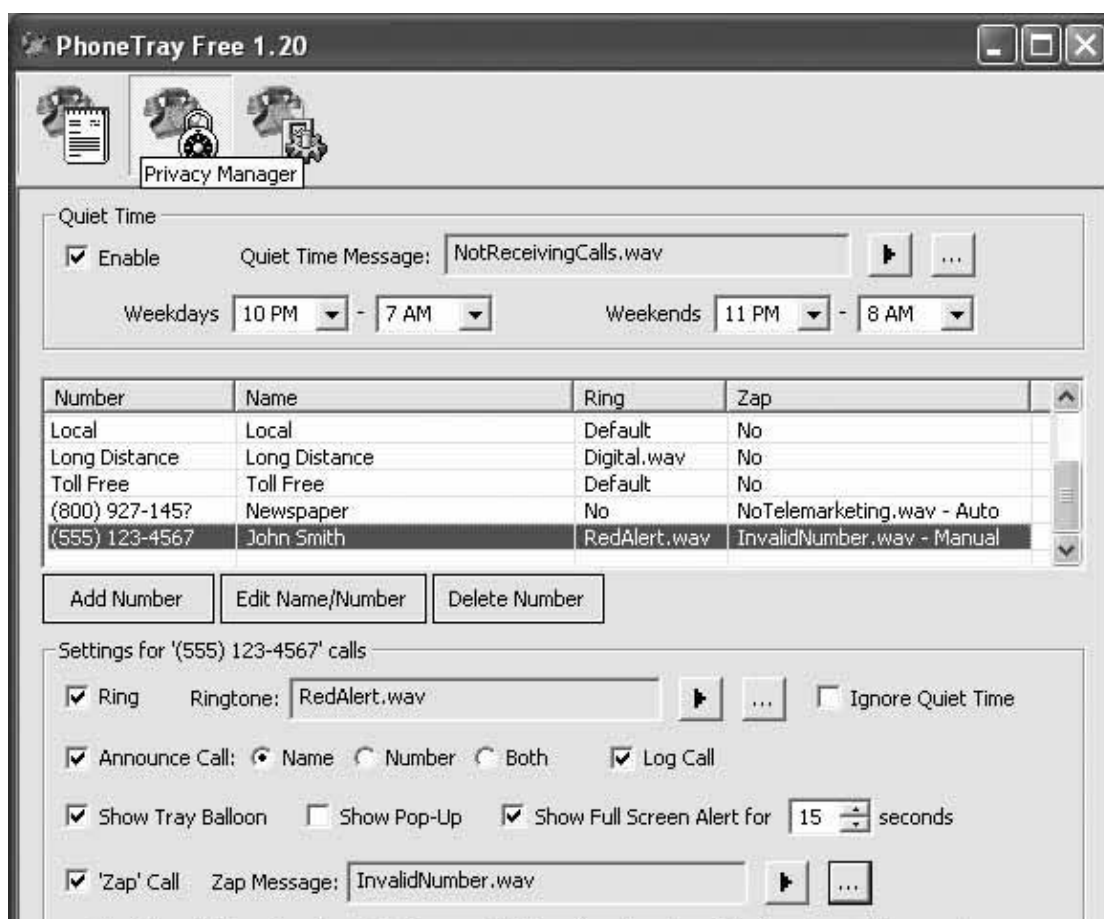 PhoneTray Free 1.20
Privacy Manager
Quiet Time
Enable Quiet Time Message: NotReceivingCalls.wav ...
Weekdays 10 PM - 7 AM Weekends 11 PM - 8 AM
Number Name Ring Zap
Local Local Default No
Long Distance Long Distance Digital.wav No
Toll Free Toll Free Default No
(800) 927-145? Newspaper No NoTelemarketing.wav - Auto
(555) 123-4567 John Smith RedAlert.wav InvalidNumber.wav - Manual
Add Number Edit Name/Number Delete Number
Settings for '(555) 123-4567' calls
Ring Ringtone: RedAlert.wav ... Ignore Quiet Time
Announce Call: Name Number Both Log Call
Show Tray Balloon Show Pop-Up Show Full Screen Alert for 15 seconds
'Zap' Call Zap Message: InvalidNumber.wav ...